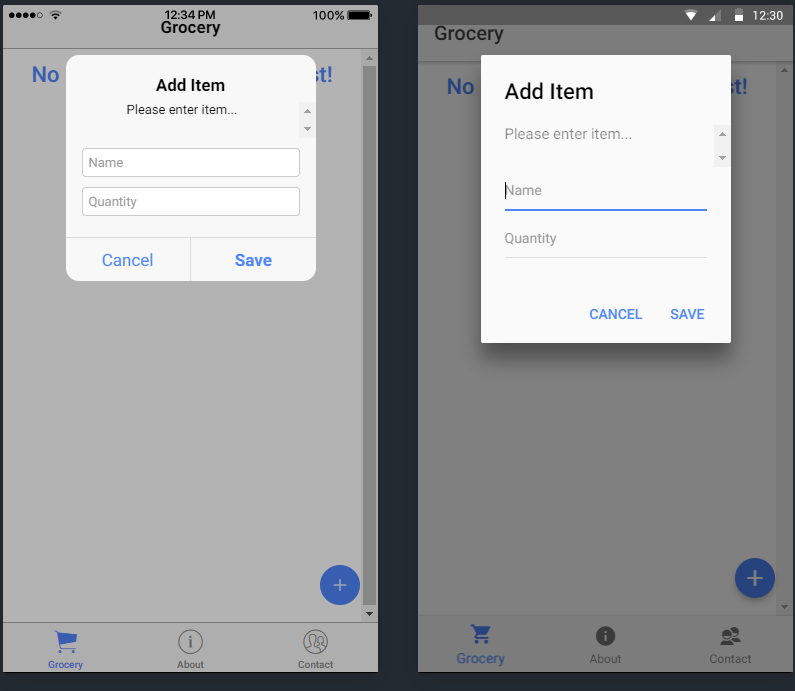 12:34 PM
100%
Grocery
No
st!
Add Item
Please enter item...
Name
Quantity
Cancel
Save
Grocery
About
Contact
12:30
Grocery
No
st!
Add Item
Please enter item...
Name
Quantity
CANCEL
SAVE
Grocery
About
Contact